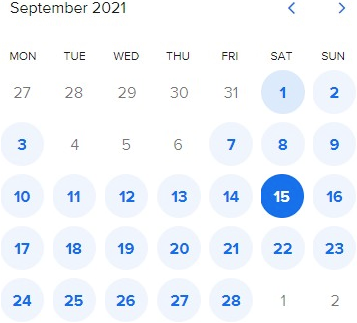 September 2021
MON TUE WED THU FRI SAT SUN
27 28 29 30 31 1 2
3 4 5 6 7 8 9
10 11 12 13 14 15 16
17 18 19 20 21 22 23
24 25 26 27 28 1 2